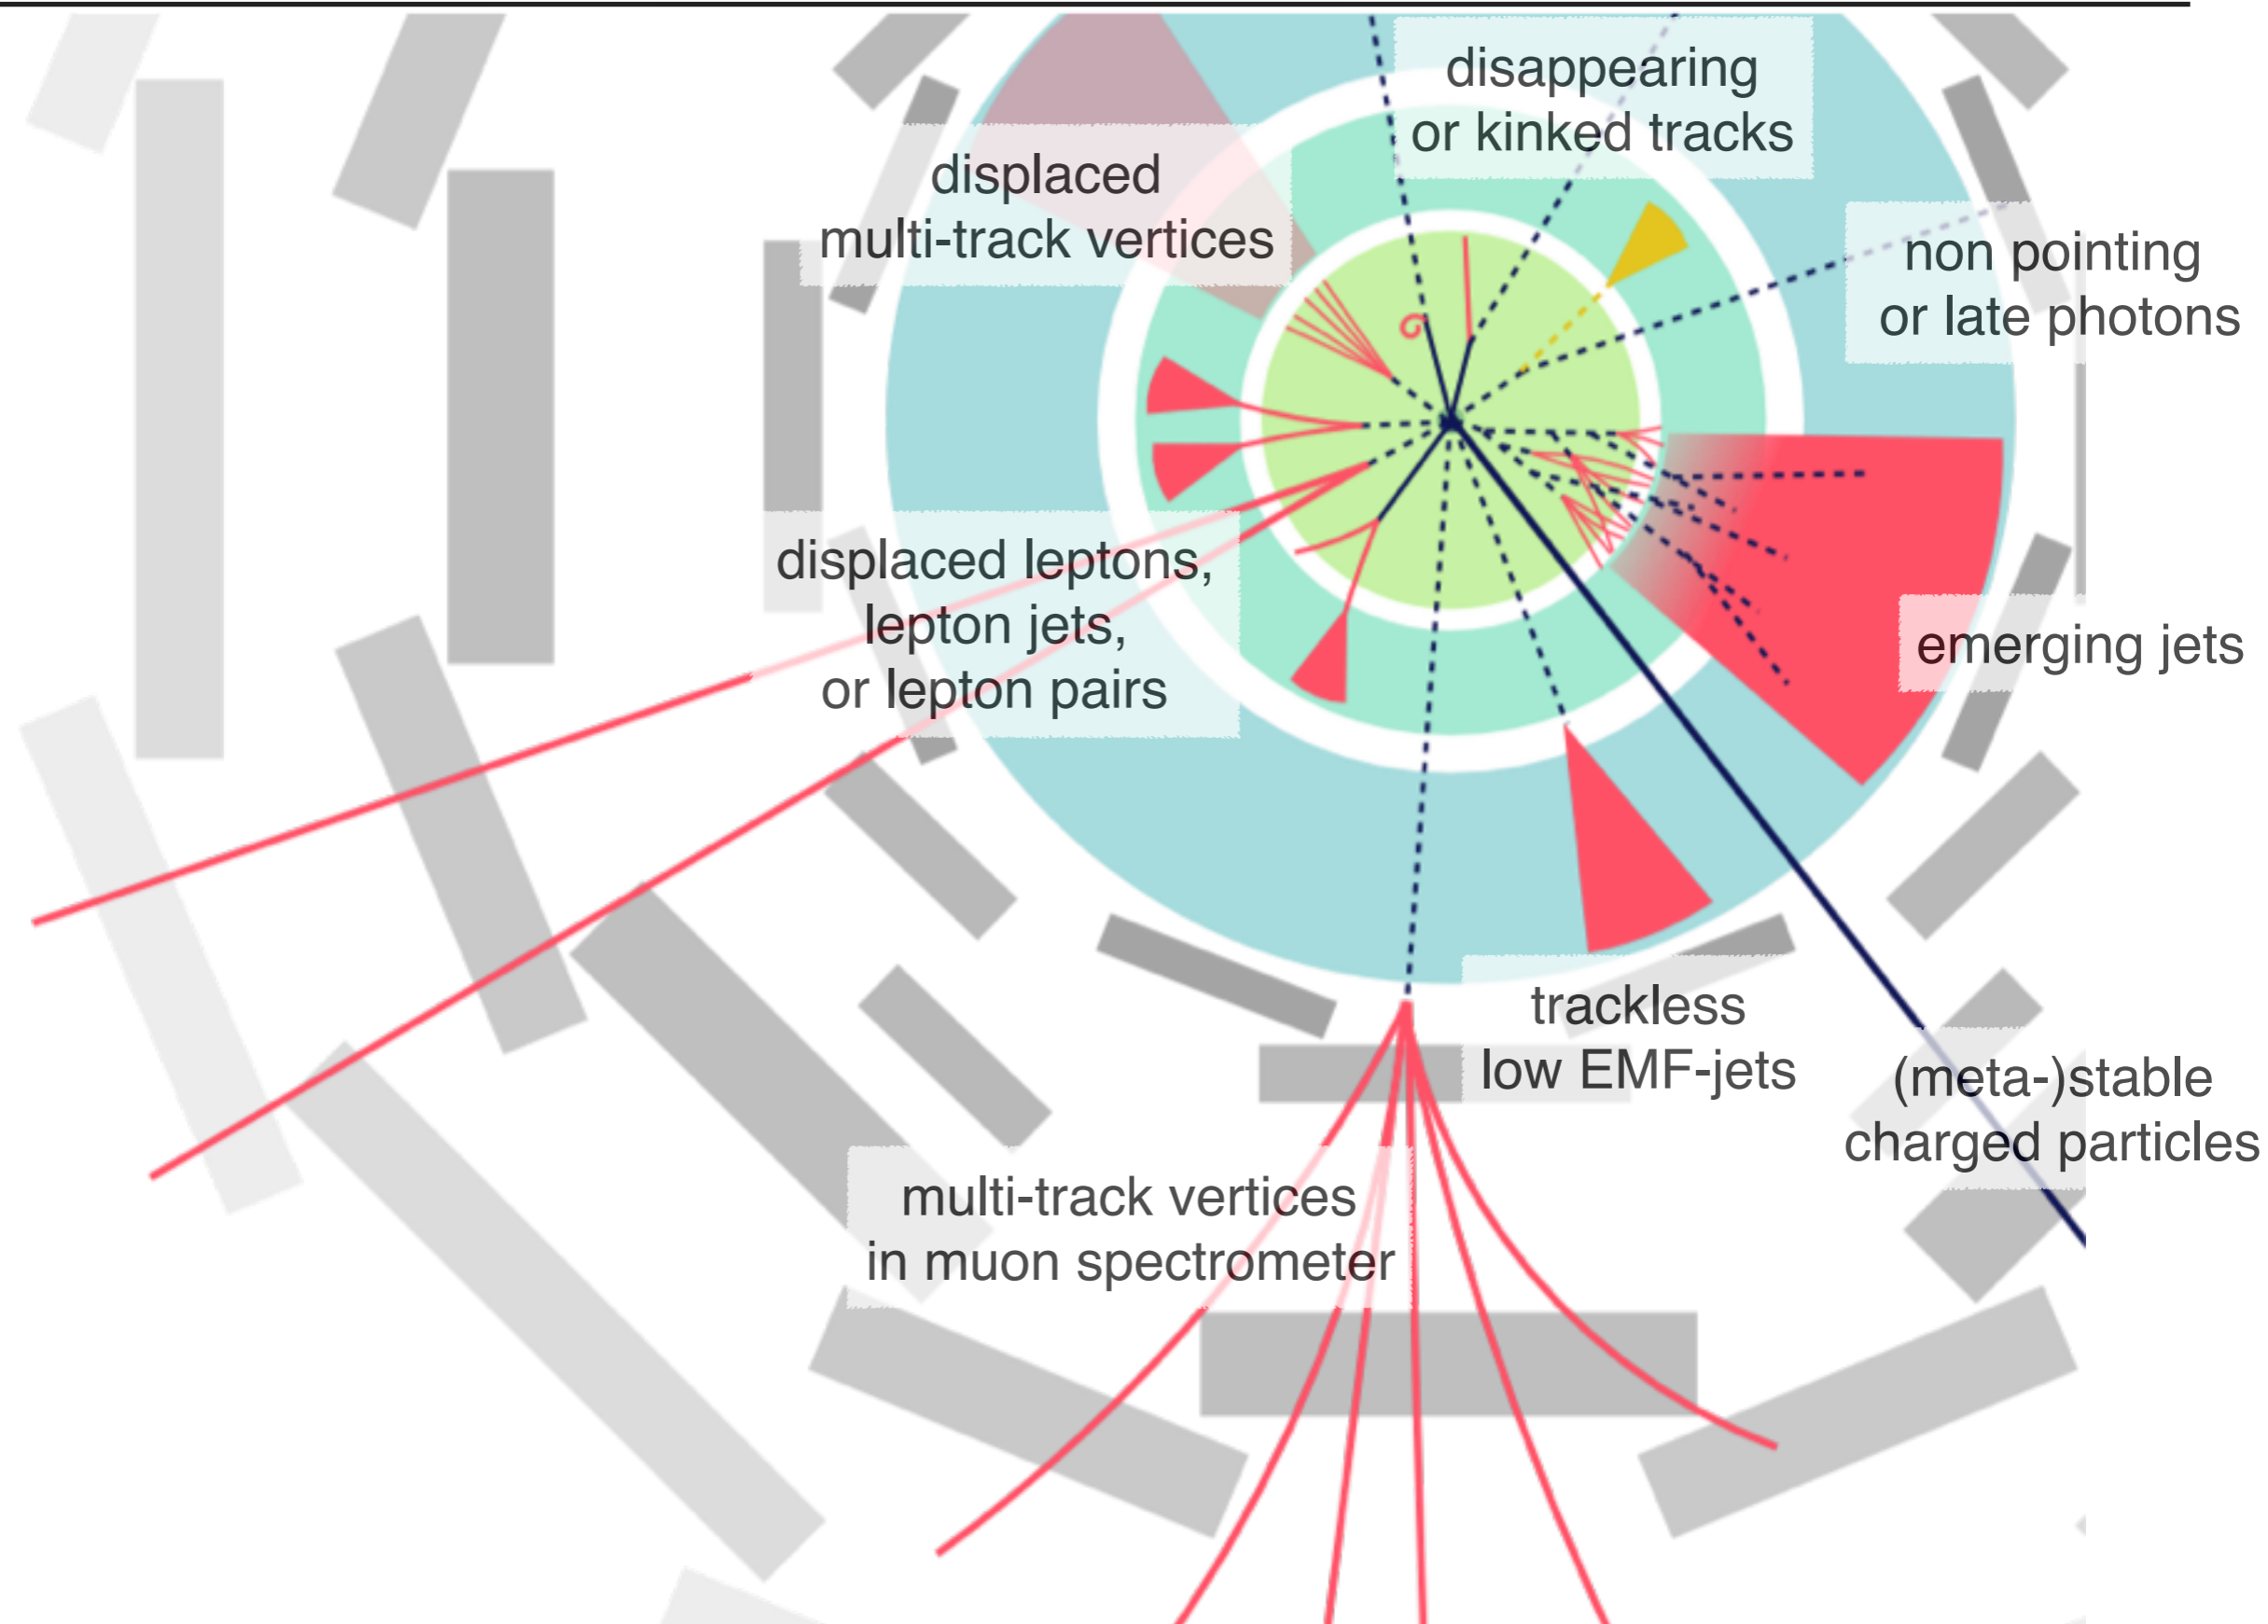 disappearing
or kinked tracks
displaced
multi-track vertices
non pointing
or late photons
displaced leptons,
lepton jets,
or lepton pairs
emerging jets
trackless
low EMF-jets
(meta-)stable
charged particles
multi-track vertices
in muon spectrometer